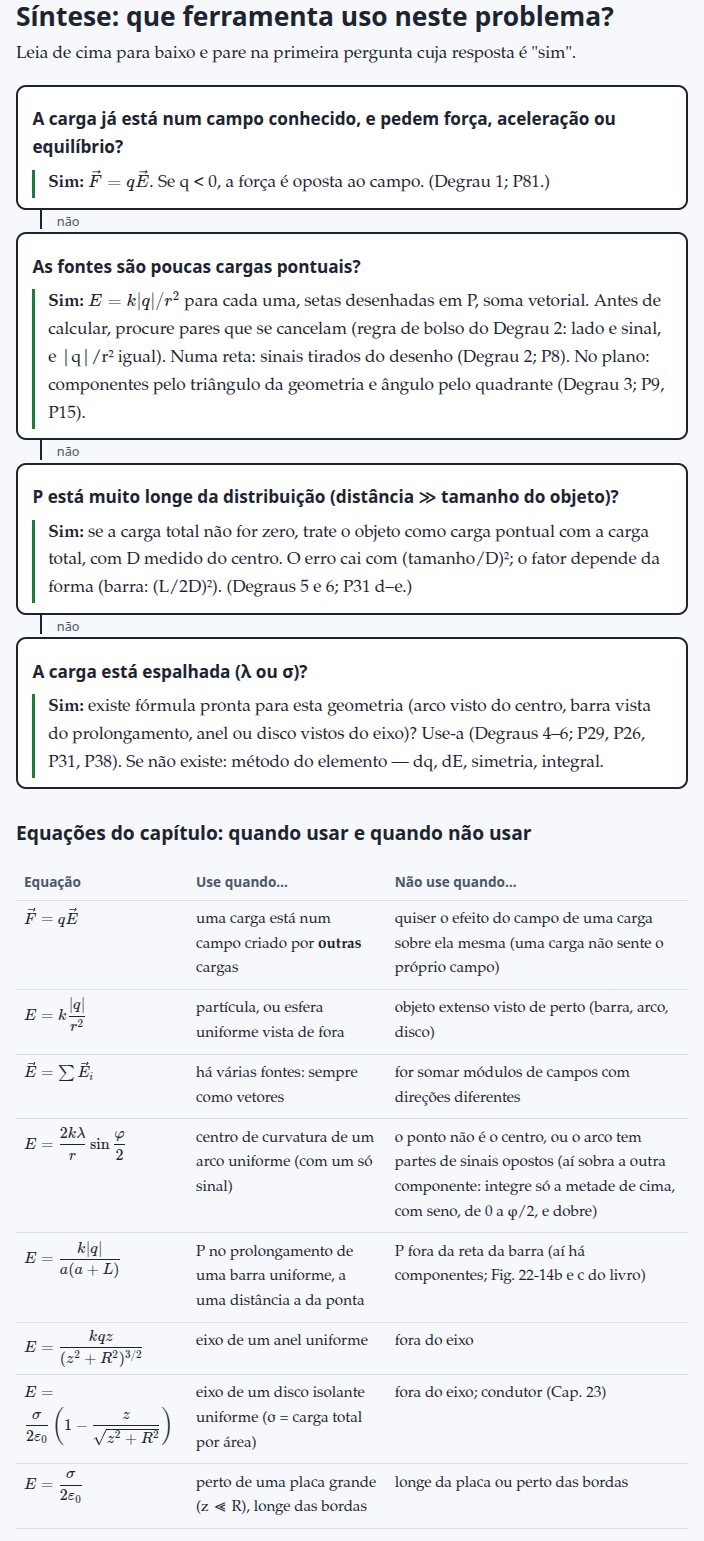 Síntese: que ferramenta uso neste problema?
Leia de cima para baixo e pare na primeira pergunta cuja resposta é "sim".
A carga já está num campo conhecido, e pedem força, aceleração ou
equilíbrio?
Sim: F⃗ = qE⃗. Se q < 0, a força é oposta ao campo. (Degrau 1; P81.)
não
As fontes são poucas cargas pontuais?
Sim: E = k|q|/r² para cada uma, setas desenhadas em P, soma vetorial. Antes de
calcular, procure pares que se cancelam (regra de bolso do Degrau 2: lado e sinal,
e |q|/r² igual). Numa reta: sinais tirados do desenho (Degrau 2; P8). No plano:
componentes pelo triângulo da geometria e ângulo pelo quadrante (Degrau 3; P9,
P15).
não
P está muito longe da distribuição (distância ≫ tamanho do objeto)?
Sim: se a carga total não for zero, trate o objeto como carga pontual com a carga
total, com D medido do centro. O erro cai com (tamanho/D)²; o fator depende da
forma (barra: (L/2D)²). (Degraus 5 e 6; P31 d–e.)
não
A carga está espalhada (λ ou σ)?
Sim: existe fórmula pronta para esta geometria (arco visto do centro, barra vista
do prolongamento, anel ou disco vistos do eixo)? Use-a (Degraus 4–6; P29, P26,
P31, P38). Se não existe: método do elemento — dq, dE, simetria, integral.
Equações do capítulo: quando usar e quando não usar
Equação Use quando... Não use quando...
F⃗ = qE⃗
uma carga está num
campo criado por outras
cargas
quiser o efeito do campo de uma carga
sobre ela mesma (uma carga não sente o
próprio campo)
E = k |q|/r²
partícula, ou esfera
uniforme vista de fora
objeto extenso visto de perto (barra, arco,
disco)
E⃗ = ∑ E⃗ᵢ
há várias fontes: sempre
como vetores
for somar módulos de campos com
direções diferentes
E = 2kλ/r sin φ/2
centro de curvatura de um
arco uniforme (com um só
sinal)
o ponto não é o centro, ou o arco tem
partes de sinais opostos (aí sobra a outra
componente: integre só a metade de cima,
com seno, de 0 a φ/2, e dobre)
E = k|q|/a(a + L)
P no prolongamento de
uma barra uniforme, a
uma distância a da ponta
P fora da reta da barra (aí há
componentes; Fig. 22-14b e c do livro)
E = kqz/(z² + R²)^3/2
eixo de um anel uniforme
fora do eixo
E =
σ/2ε₀ (1 − z/√z² + R²)
eixo de um disco isolante
uniforme (σ = carga total
por área)
fora do eixo; condutor (Cap. 23)
E = σ/2ε₀
perto de uma placa grande
(z ≪ R), longe das bordas
longe da placa ou perto das bordas